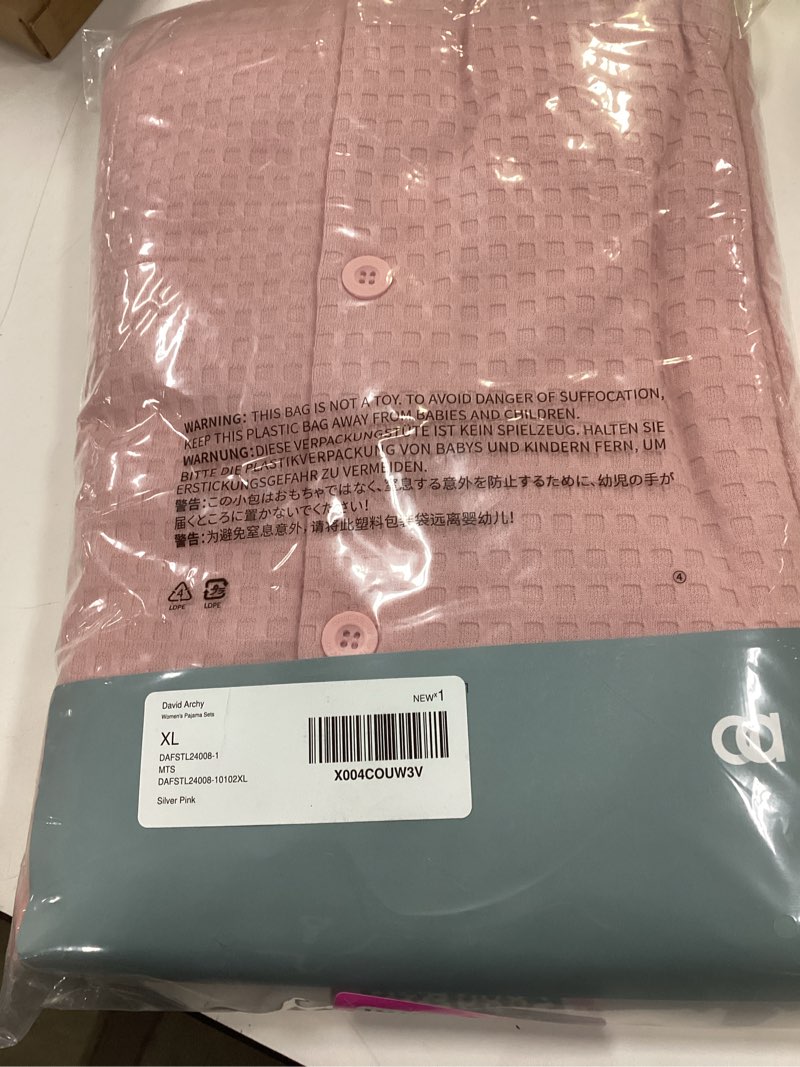 WARNING: THIS BAG IS NOT A TOY. TO AVOID DANGER OF SUFFOCATION,
KEEP THIS PLASTIC BAG AWAY FROM BABIES AND CHILDREN.
WARNUNG:DIESE VERPACKUNGSTÜTE IST KEIN SPIELZEUG. HALTEN SIE
BITTE DIE PLASTIKVERPACKUNG VON BABYS UND KINDERN FERN, UM
ERSTICKUNGSGEFAHR ZU VERMEIDEN.
警告:この小包はおもちゃではなく、窒息する意外を防止するために、幼児の手が
届くところに置かないでください!
警告:为避免窒息意外,请将此塑料包装袋远离婴幼儿!
4
LDPE
LDPE
④
David Archy
Women's Pajama Sets
NEWx1
XL
DAFSTL24008-1
MTS
DAFSTL24008-10102XL
X004COUW3V
Silver Pink